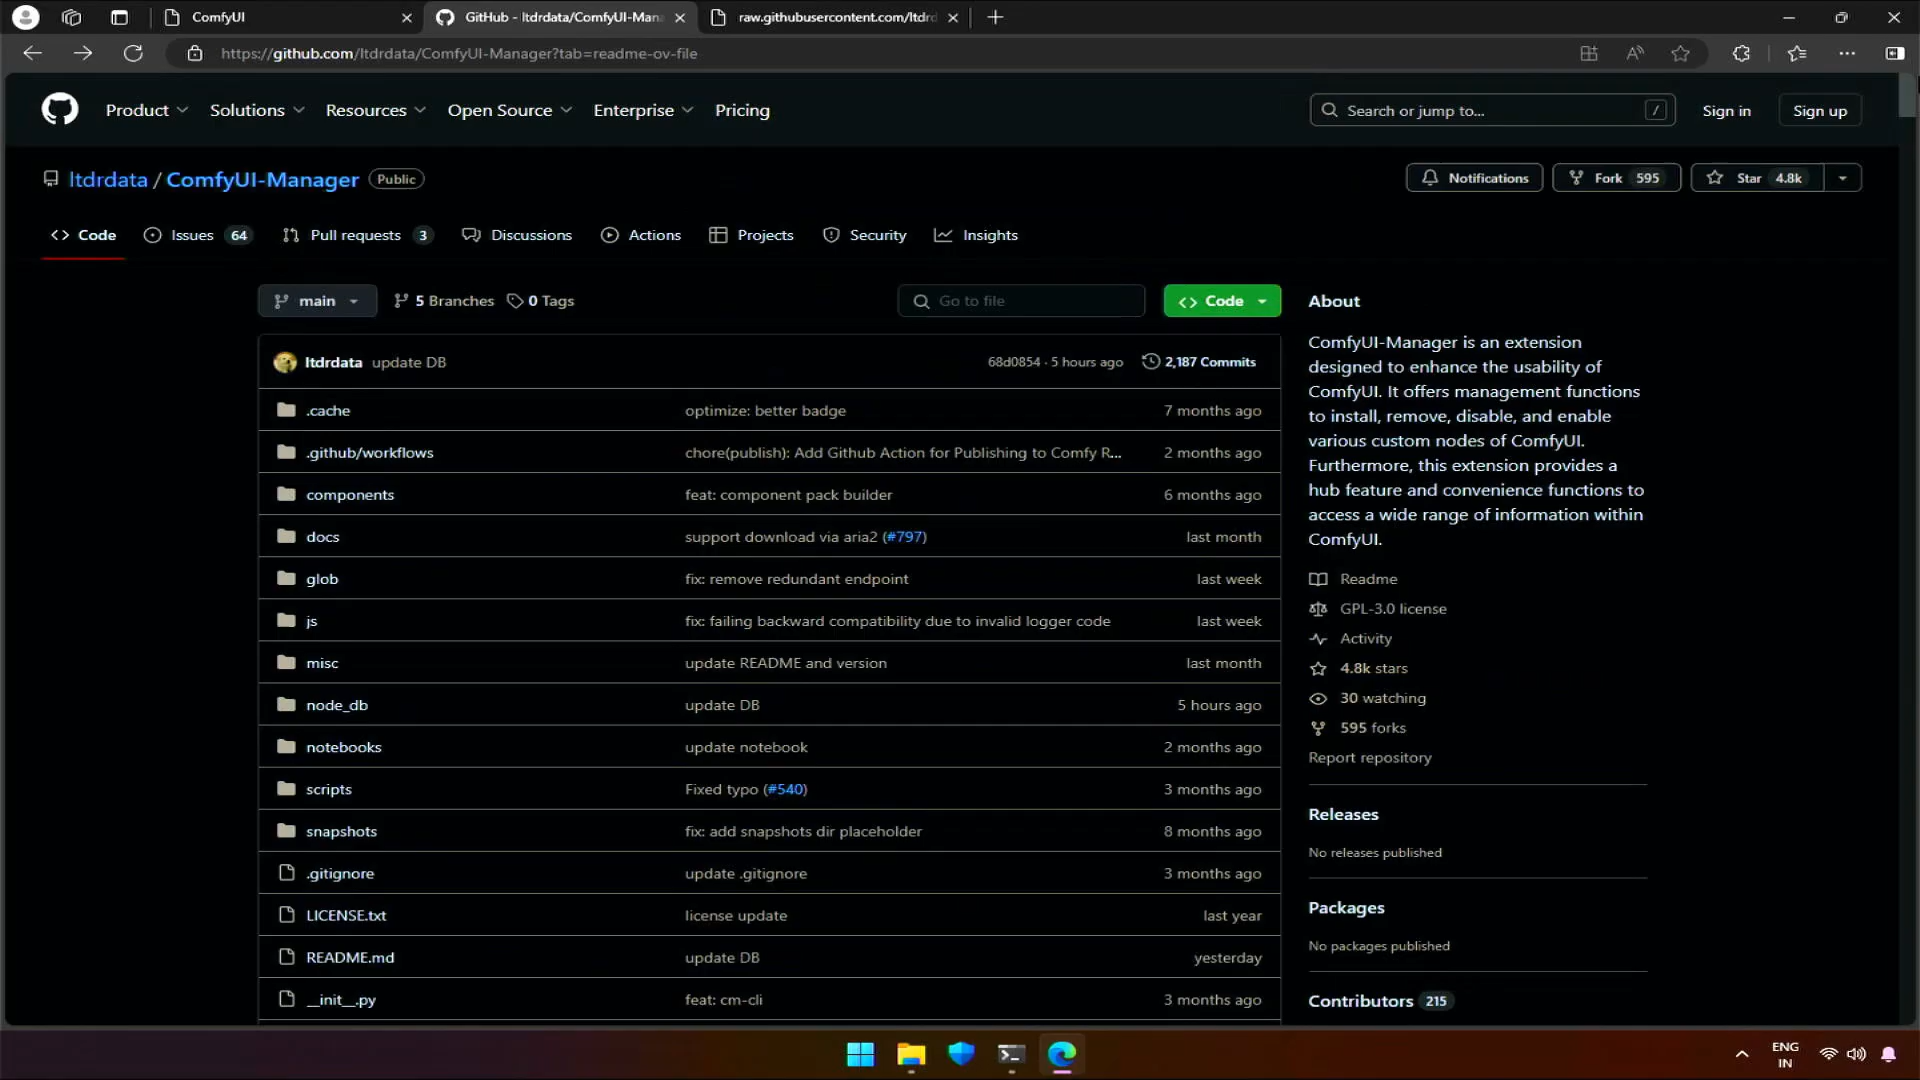 ComfyUI
GitHub - ltdrdata/ComfyUI-Mana
raw.githubusercontent.com/ltdrd
https://github.com/ltdrdata/ComfyUI-Manager?tab=readme-ov-file
Product
Solutions
Resources
Open Source
Enterprise
Pricing
Search or jump to...
/
Sign in
Sign up
ltdrdata / ComfyUI-Manager
Public
Notifications
Fork 595
Star 4.8k
Code
Issues 64
Pull requests 3
Discussions
Actions
Projects
Security
Insights
main
5 Branches
0 Tags
Go to file
Code
ltdrdata update DB
68d0854 · 5 hours ago
2,187 Commits
.cache optimize: better badge 7 months ago
.github/workflows chore(publish): Add Github Action for Publishing to Comfy R... 2 months ago
components feat: component pack builder 6 months ago
docs support download via aria2 (#797) last month
glob fix: remove redundant endpoint last week
js fix: failing backward compatibility due to invalid logger code last week
misc update README and version last month
node_db update DB 5 hours ago
notebooks update notebook 2 months ago
scripts Fixed typo (#540) 3 months ago
snapshots fix: add snapshots dir placeholder 8 months ago
.gitignore update .gitignore 3 months ago
LICENSE.txt license update last year
README.md update DB yesterday
__init__.py feat: cm-cli 3 months ago
About
ComfyUI-Manager is an extension
designed to enhance the usability of
ComfyUI. It offers management functions
to install, remove, disable, and enable
various custom nodes of ComfyUI.
Furthermore, this extension provides a
hub feature and convenience functions to
access a wide range of information within
ComfyUI.
Readme
GPL-3.0 license
Activity
4.8k stars
30 watching
595 forks
Report repository
Releases
No releases published
Packages
No packages published
Contributors 215
ENG
IN